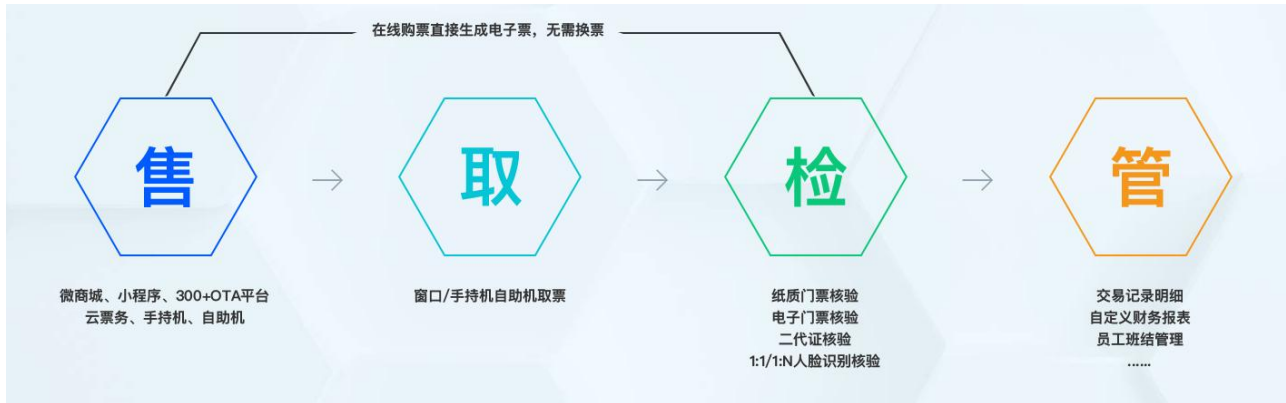 在线购票直接生成电子票，无需换票
售
取
检
管
微商城、小程序、300+OTA平台
云票务、手持机、自助机
窗口/手持机自助机取票
纸质门票核验
电子门票核验
二代证核验
1:1/1:N人脸识别核验
交易记录明细
自定义财务报表
员工班结管理
......